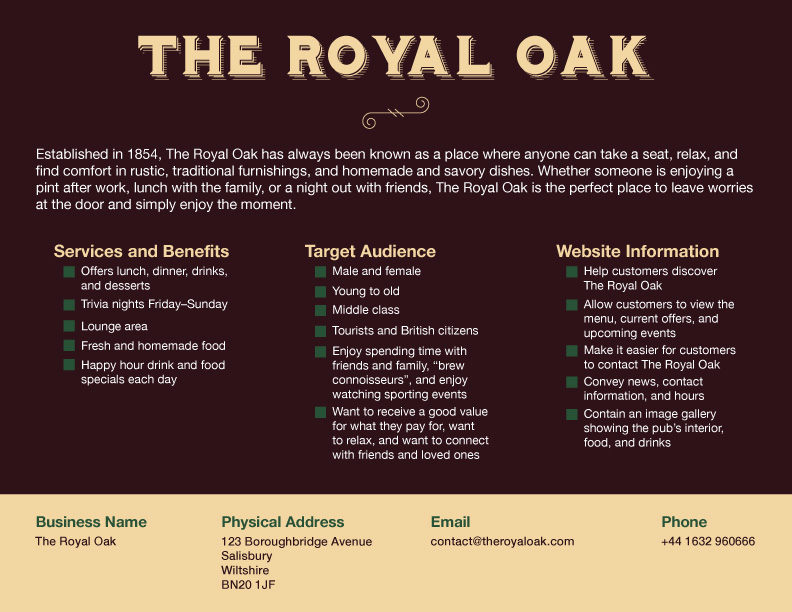 THE ROYAL OAK
Established in 1854, The Royal Oak has always been known as a place where anyone can take a seat, relax, and
find comfort in rustic, traditional furnishings, and homemade and savory dishes. Whether someone is enjoying a
pint after work, lunch with the family, or a night out with friends, The Royal Oak is the perfect place to leave worries
at the door and simply enjoy the moment.
Services and Benefits
Offers lunch, dinner, drinks,
and desserts
Trivia nights Friday–Sunday
Lounge area
Fresh and homemade food
Happy hour drink and food
specials each day
Target Audience
Male and female
Young to old
Middle class
Tourists and British citizens
Enjoy spending time with
friends and family, “brew
connoisseurs”, and enjoy
watching sporting events
Want to receive a good value
for what they pay for, want
to relax, and want to connect
with friends and loved ones
Website Information
Help customers discover
The Royal Oak
Allow customers to view the
menu, current offers, and
upcoming events
Make it easier for customers
to contact The Royal Oak
Convey news, contact
information, and hours
Contain an image gallery
showing the pub’s interior,
food, and drinks
Business Name
The Royal Oak
Physical Address
123 Boroughbridge Avenue
Salisbury
Wiltshire
BN20 1JF
Email
contact@theroyaloak.com
Phone
+44 1632 960666